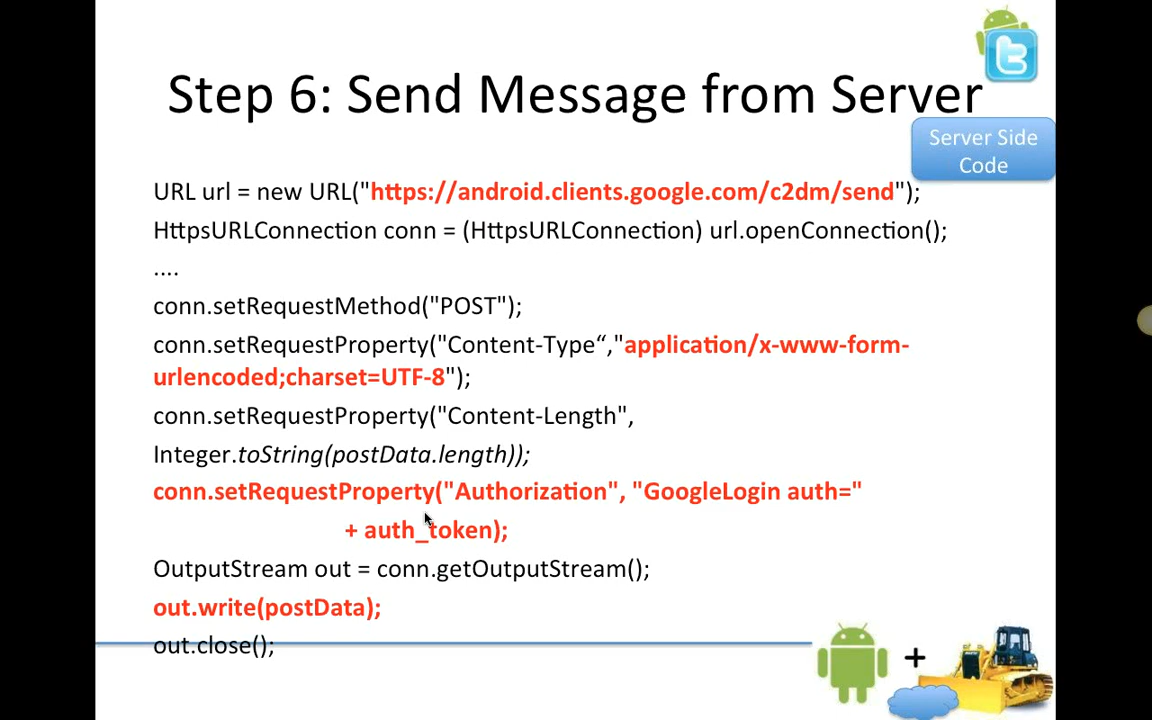 Step 6: Send Message from Server
Server Side
Code
URL url = new URL("https://android.clients.google.com/c2dm/send");
HttpsURLConnection conn = (HttpsURLConnection) url.openConnection();
....
conn.setRequestMethod("POST");
conn.setRequestProperty("Content-Type“,"application/x-www-form-
urlencoded;charset=UTF-8");
conn.setRequestProperty("Content-Length",
Integer.toString(postData.length));
conn.setRequestProperty("Authorization", "GoogleLogin auth="
+ auth_token);
OutputStream out = conn.getOutputStream();
out.write(postData);
out.close();
+